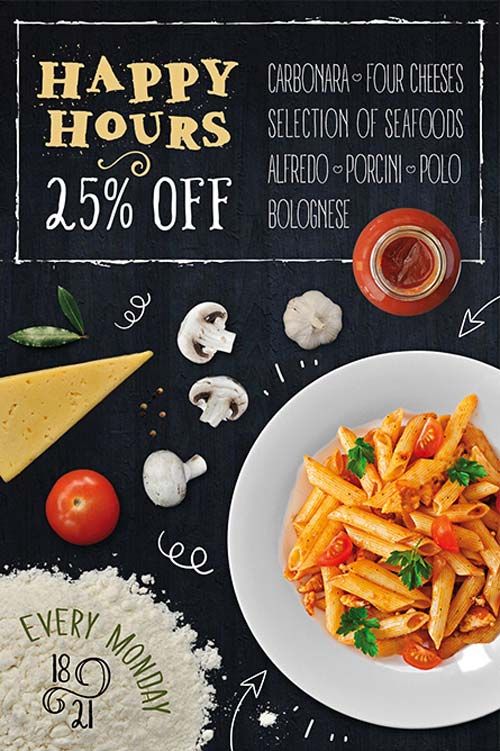 HAPPY
HOURS
25% OFF
CARBONARA FOUR CHEESES
SELECTION OF SEAFOODS
ALFREDO PORCINI POLO
BOLOGNESE
EVERY MONDAY
18
21